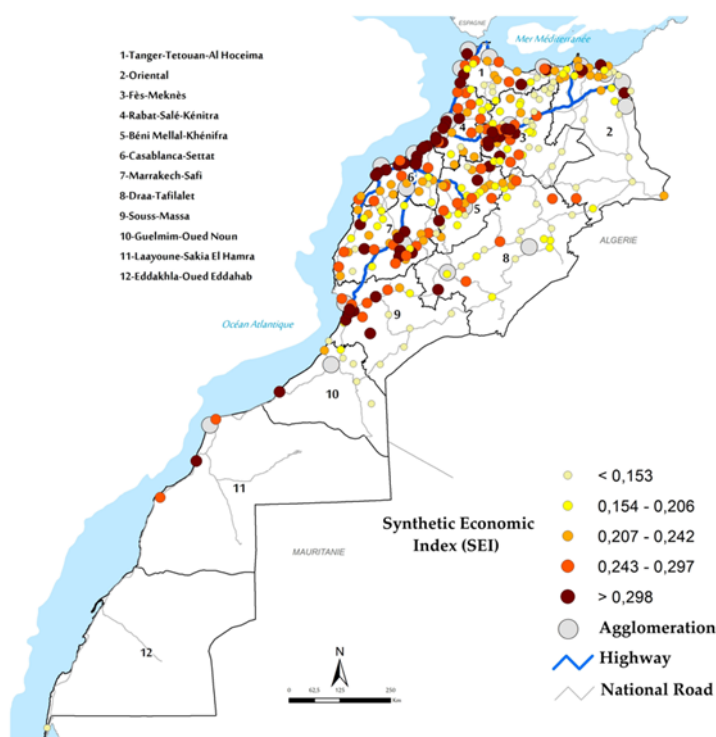 ESPAGNE
Mer Méditerranée
1-Tanger-Tetouan-Al Hoceima
2-Oriental
3-Fès-Meknès
4-Rabat-Salé-Kénitra
5-Béni Mellal-Khénifra
6-Casablanca-Settat
7-Marrakech-Safi
8-Draa-Tafilalet
9-Souss-Massa
10-Guelmim-Oued Noun
11-Laayoune-Sakia El Hamra
12-Eddakhla-Oued Eddahab
1
2
3
4
5
6
7
8
9
10
11
12
ALGERIE
Océan Atlantique
MAURITANIE
Synthetic Economic
Index (SEI)
< 0,153
0,154 - 0,206
0,207 - 0,242
0,243 - 0,297
> 0,298
Agglomeration
Highway
National Road
N
0 62,5 125 250
Km